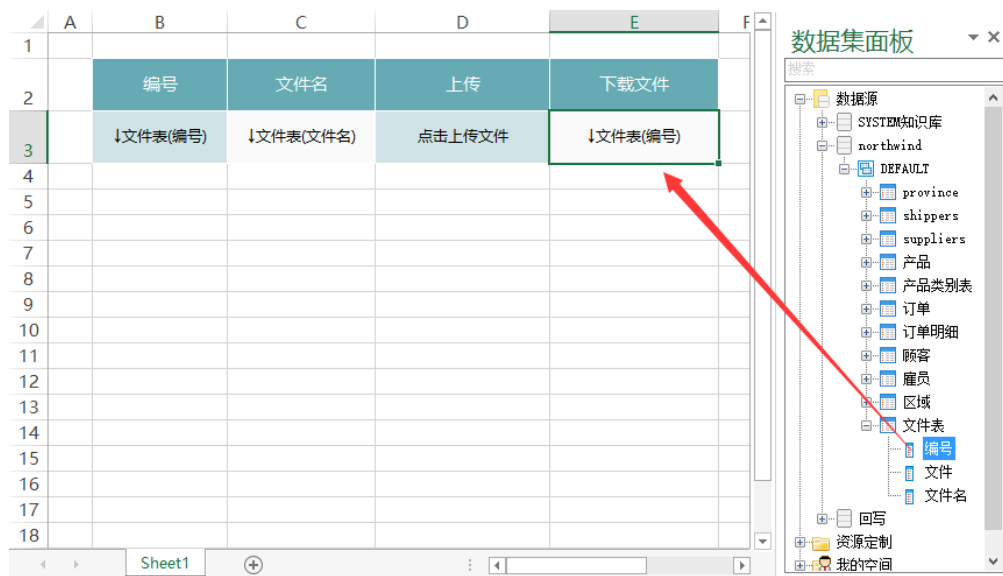 A B C D E F
1
2 编号 文件名 上传 下载文件
3 ↓文件表(编号) ↓文件表(文件名) 点击上传文件 ↓文件表(编号)
4
5
6
7
8
9
10
11
12
13
14
15
16
17
18
Sheet1
数据集面板
搜索
数据源
SYSTEM知识库
northwind
DEFAULT
province
shippers
suppliers
产品
产品类别表
订单
订单明细
顾客
雇员
区域
文件表
编号
文件
文件名
回写
资源定制
我的空间